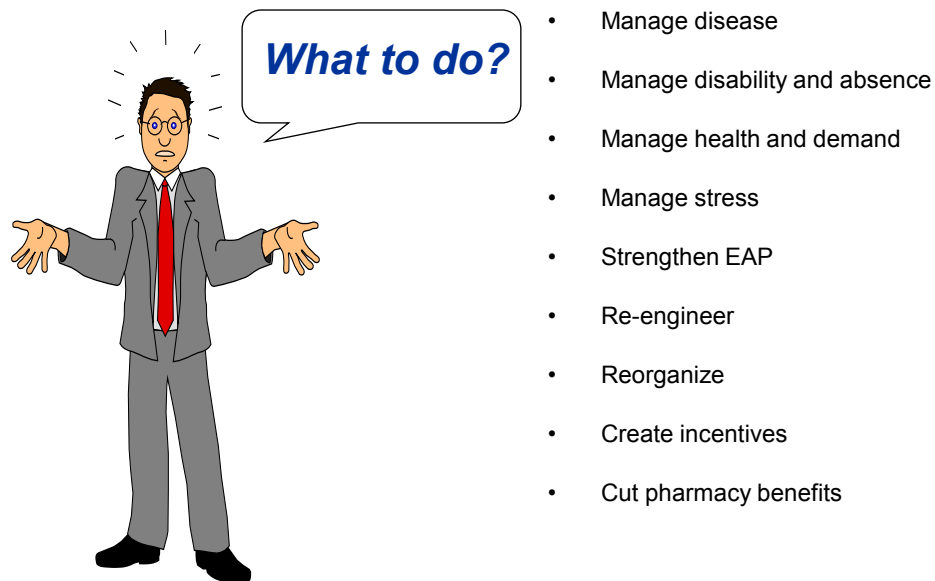 What to do?
• Manage disease
• Manage disability and absence
• Manage health and demand
• Manage stress
• Strengthen EAP
• Re-engineer
• Reorganize
• Create incentives
• Cut pharmacy benefits